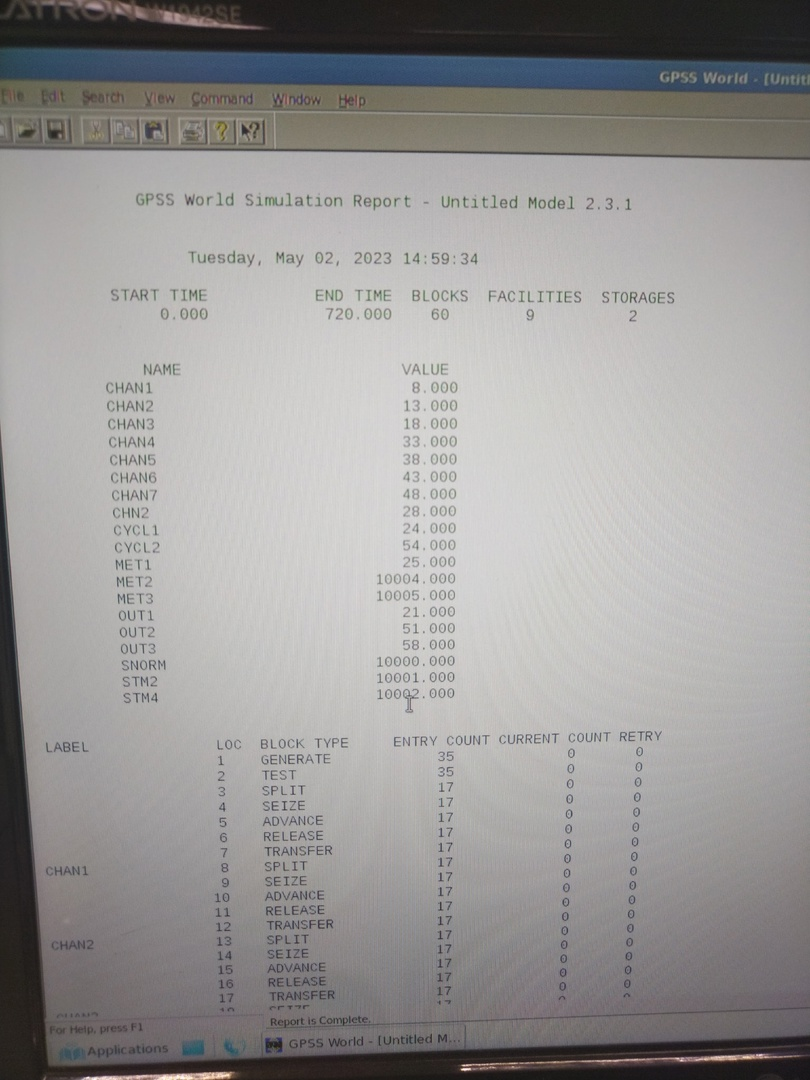 ATRON W1942SE
GPSS World - [Untitl
File Edit Search View Command Window Help
GPSS World Simulation Report - Untitled Model 2.3.1
Tuesday, May 02, 2023 14:59:34
START TIME END TIME BLOCKS FACILITIES STORAGES
0.000 720.000 60 9 2
NAME VALUE
CHAN1 8.000
CHAN2 13.000
CHAN3 18.000
CHAN4 33.000
CHAN5 38.000
CHAN6 43.000
CHAN7 48.000
CHN2 28.000
CYCL1 24.000
CYCL2 54.000
MET1 25.000
MET2 10004.000
MET3 10005.000
OUT1 21.000
OUT2 51.000
OUT3 58.000
SNORM 10000.000
STM2 10001.000
STM4 10002.000
LABEL LOC BLOCK TYPE ENTRY COUNT CURRENT COUNT RETRY
1 GENERATE 35 0 0
2 TEST 35 0 0
3 SPLIT 17 0 0
4 SEIZE 17 0 0
5 ADVANCE 17 0 0
6 RELEASE 17 0 0
7 TRANSFER 17 0 0
CHAN1 8 SPLIT 17 0 0
9 SEIZE 17 0 0
10 ADVANCE 17 0 0
11 RELEASE 17 0 0
12 TRANSFER 17 0 0
CHAN2 13 SPLIT 17 0 0
14 SEIZE 17 0 0
15 ADVANCE 17 0 0
16 RELEASE 17 0 0
17 TRANSFER 17 0 0
For Help, press F1 Report is Complete.
Applications GPSS World - [Untitled M...